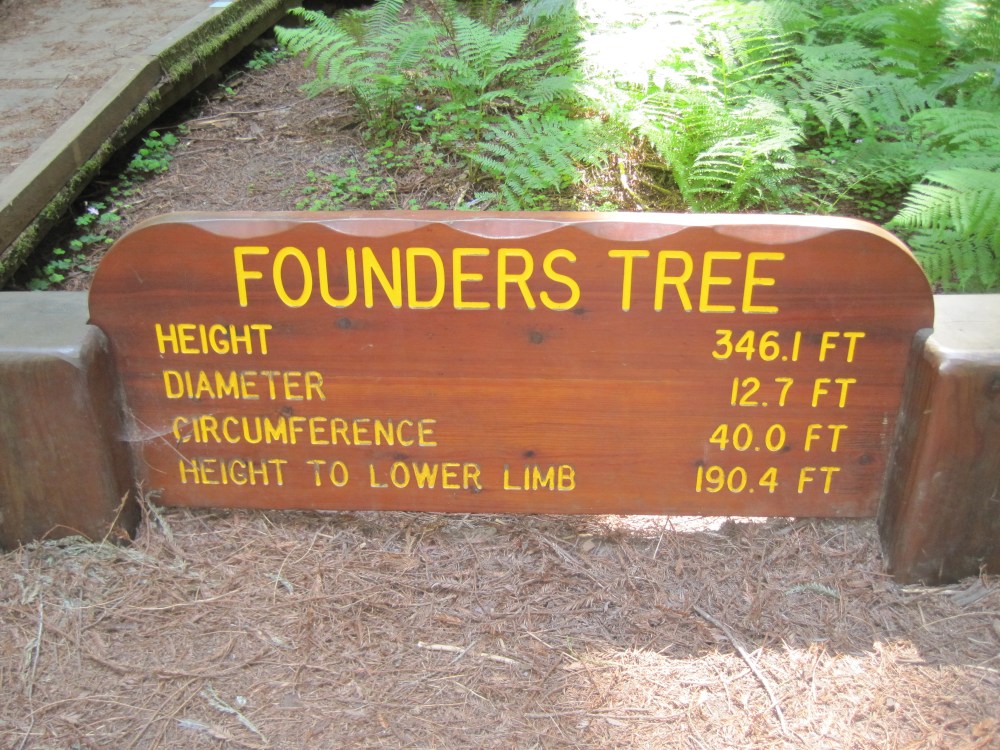 FOUNDERS TREE
HEIGHT 346.1 FT
DIAMETER 12.7 FT
CIRCUMFERENCE 40.0 FT
HEIGHT TO LOWER LIMB 190.4 FT